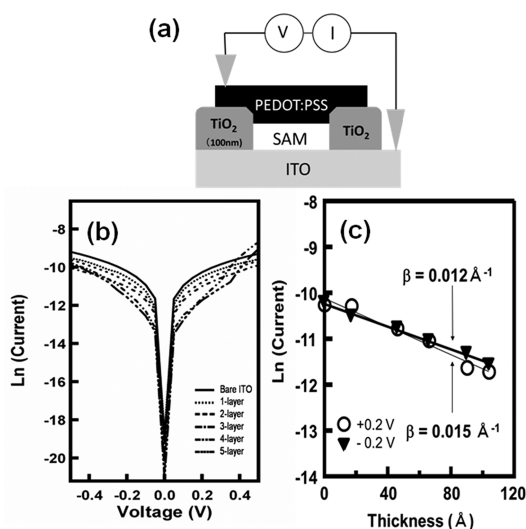 (a)
V
I
PEDOT:PSS
TiO₂
(100nm)
SAM
TiO₂
ITO
(b)
Ln (Current)
-8
-10
-12
-14
-16
-18
-20
Bare ITO
1-layer
2-layer
3-layer
4-layer
5-layer
-0.4 -0.2 0.0 0.2 0.4
Voltage (V)
(c)
Ln (Current)
-8
-9
-10
-11
-12
-13
-14
β = 0.012 Å⁻¹
β = 0.015 Å⁻¹
+0.2 V
- 0.2 V
0 40 80 120
Thickness (Å)